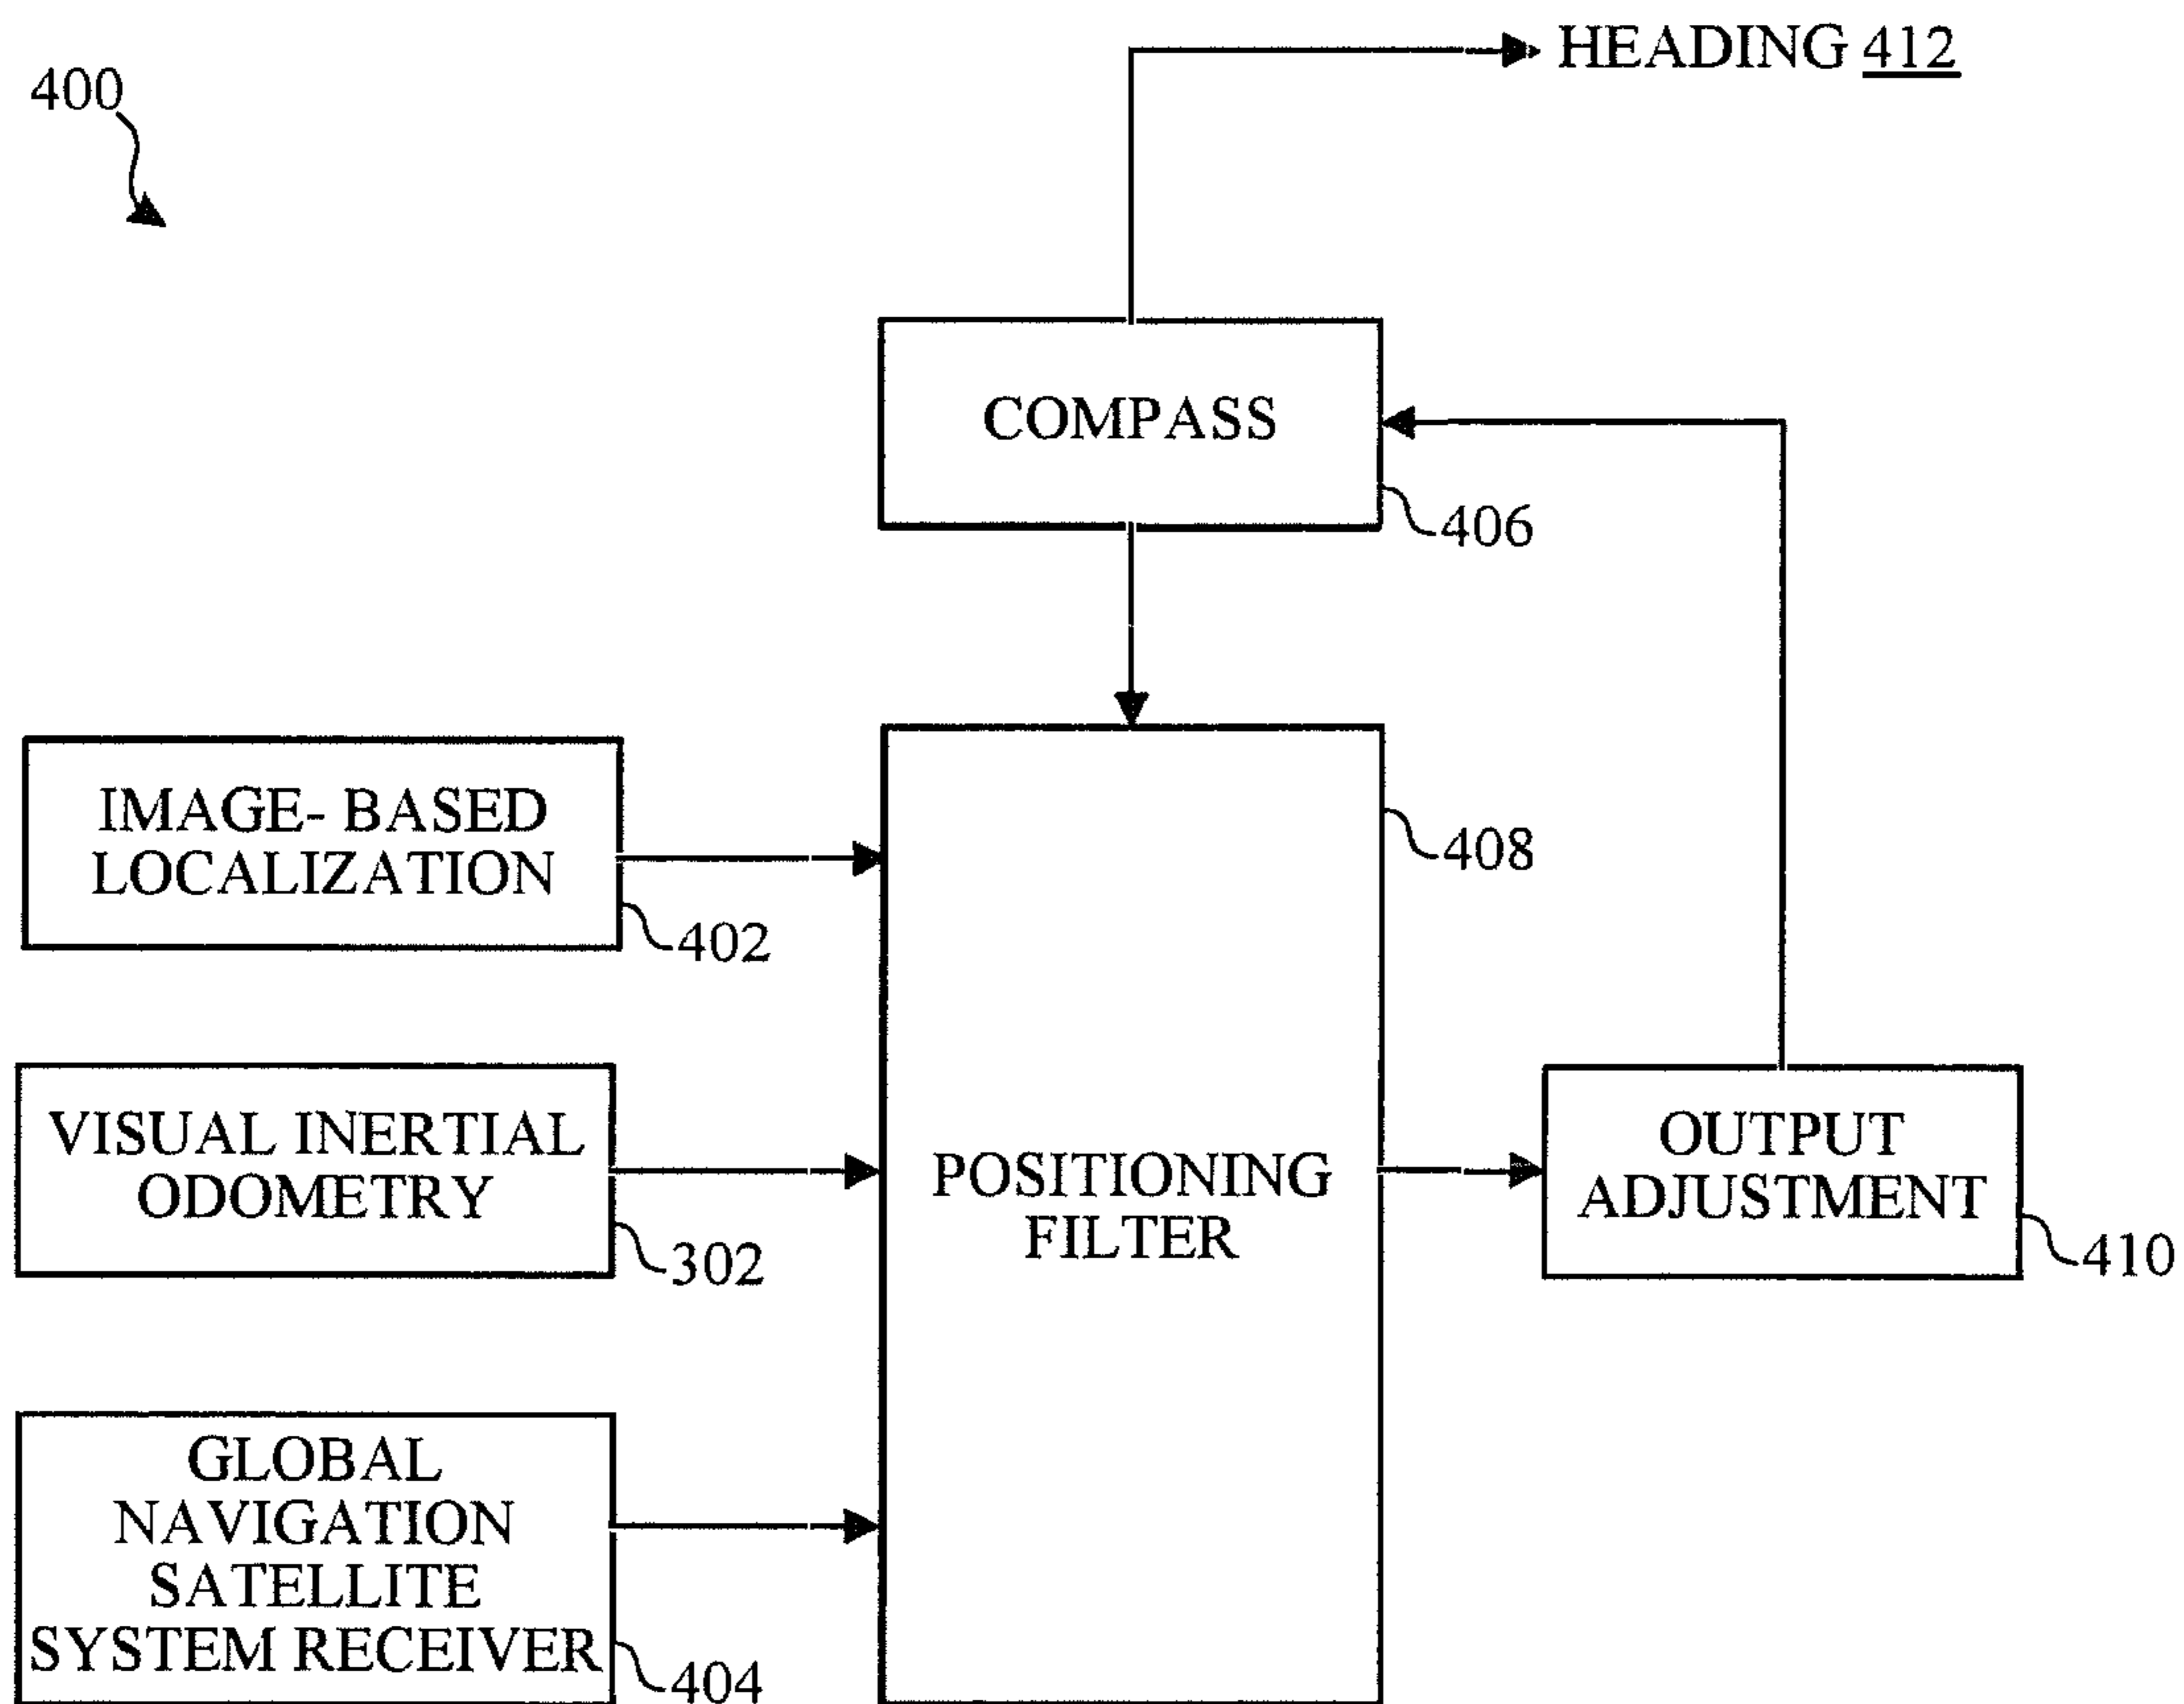 HEADING 412
400
COMPASS
406
IMAGE- BASED
LOCALIZATION
402
408
VISUAL INERTIAL
ODOMETRY
302
POSITIONING
FILTER
OUTPUT
ADJUSTMENT
410
GLOBAL
NAVIGATION
SATELLITE
SYSTEM RECEIVER
404